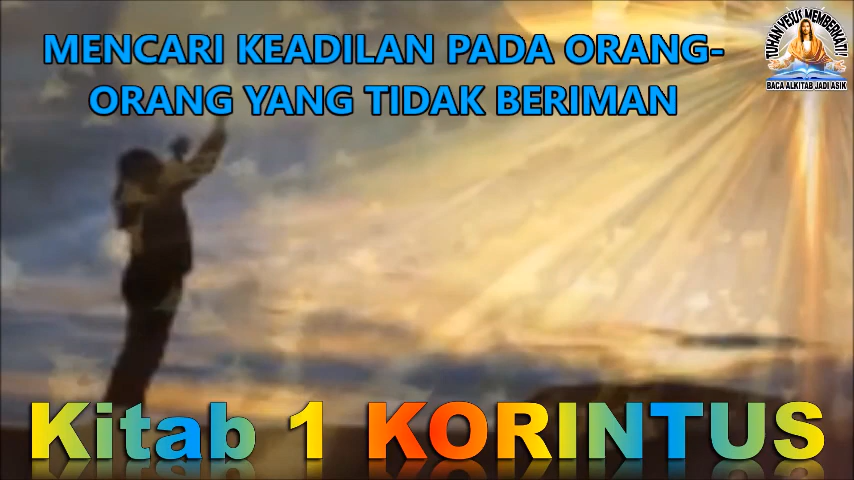 MENCARI KEADILAN PADA ORANG-
ORANG YANG TIDAK BERIMAN
TUHAN YESUS MEMBERKATI!
BACA ALKITAB JADI ASIK
Kitab 1 KORINTUS